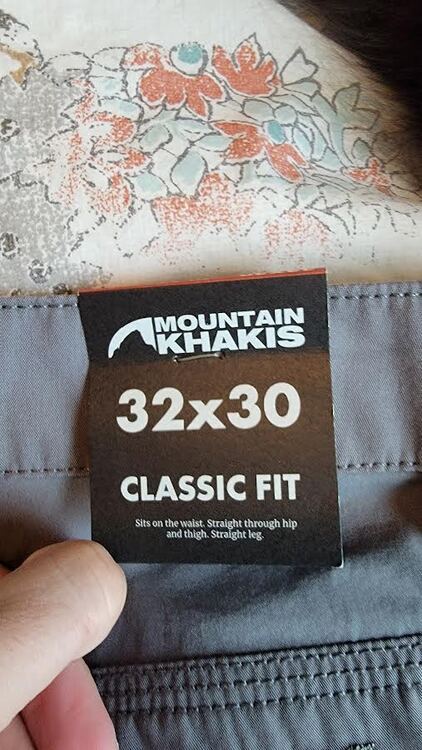 MOUNTAIN
KHAKIS
32x30
CLASSIC FIT
Sits on the waist. Straight through hip
and thigh. Straight leg.